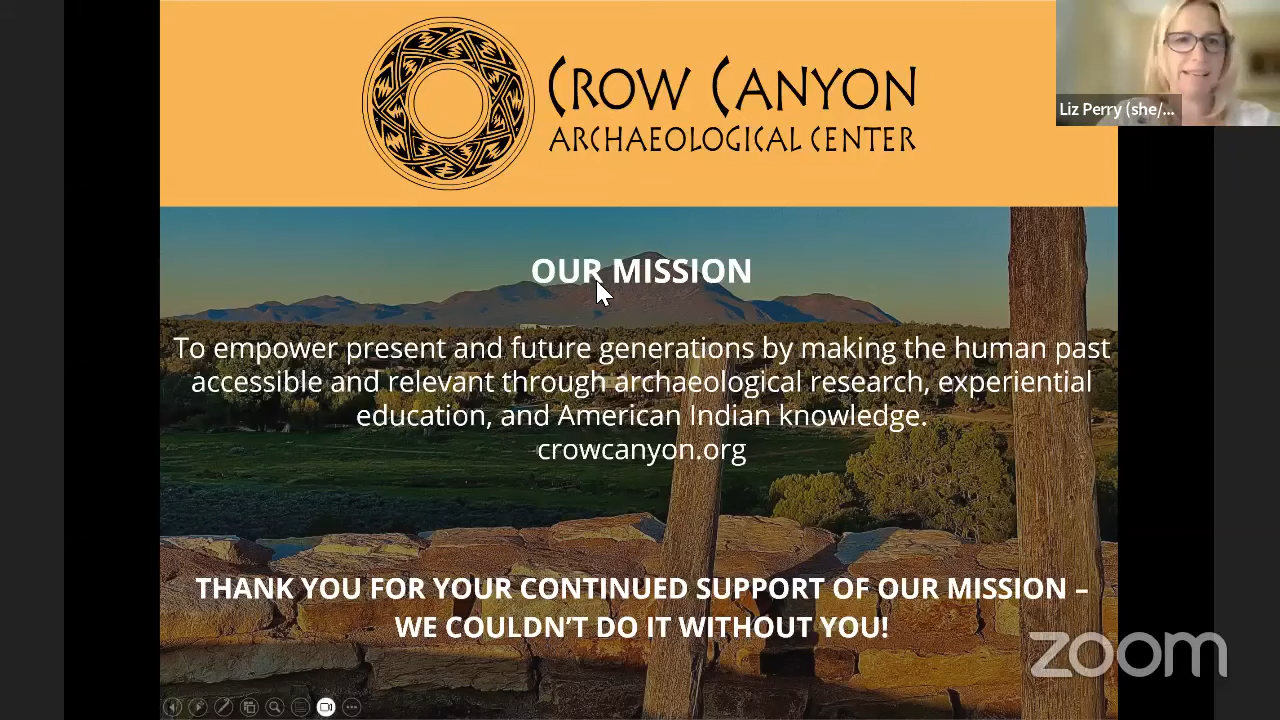 CROW CANYON
ARCHAEOLOGICAL CENTER
Liz Perry (she/...
OUR MISSION
To empower present and future generations by making the human past
accessible and relevant through archaeological research, experiential
education, and American Indian knowledge.
crowcanyon.org
THANK YOU FOR YOUR CONTINUED SUPPORT OF OUR MISSION –
WE COULDN'T DO IT WITHOUT YOU!
zoom